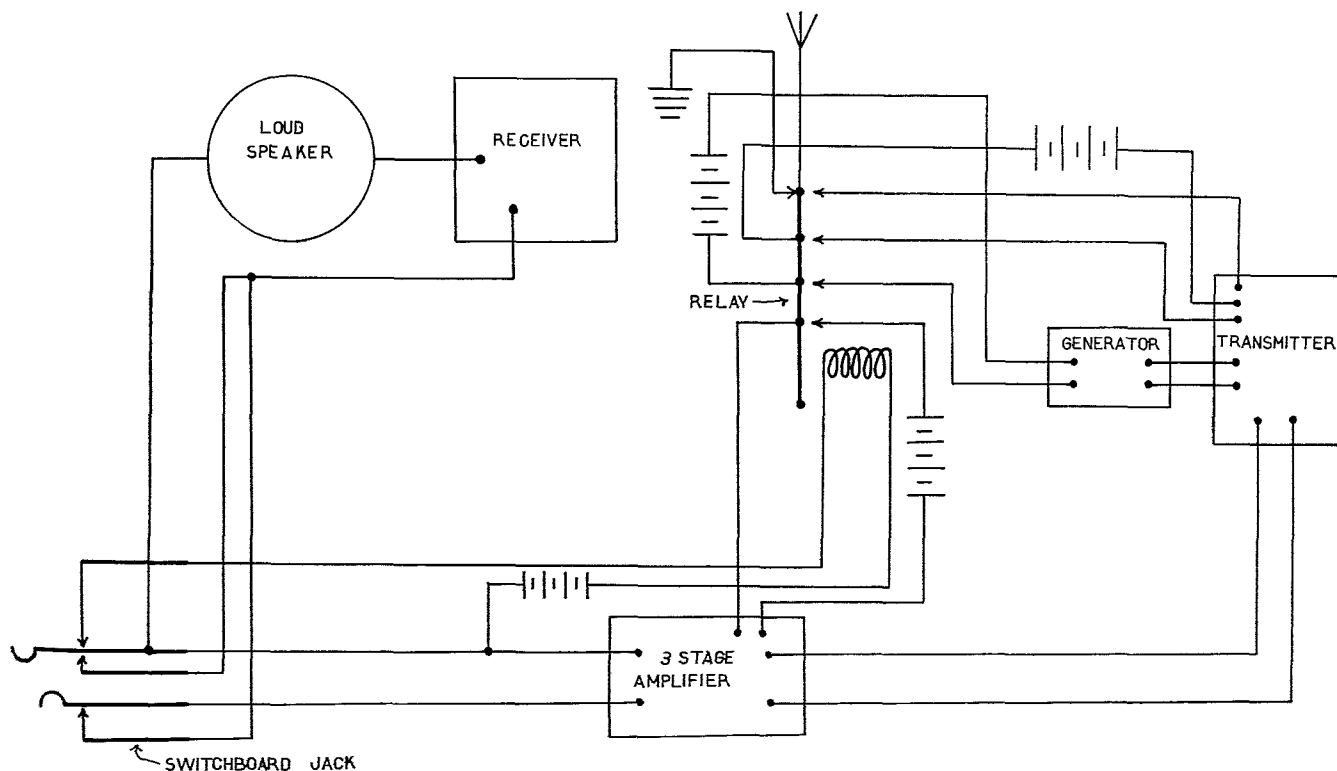 LOUD
SPEAKER
RECEIVER
RELAY
GENERATOR
TRANSMITTER
3 STAGE
AMPLIFIER
SWITCHBOARD JACK